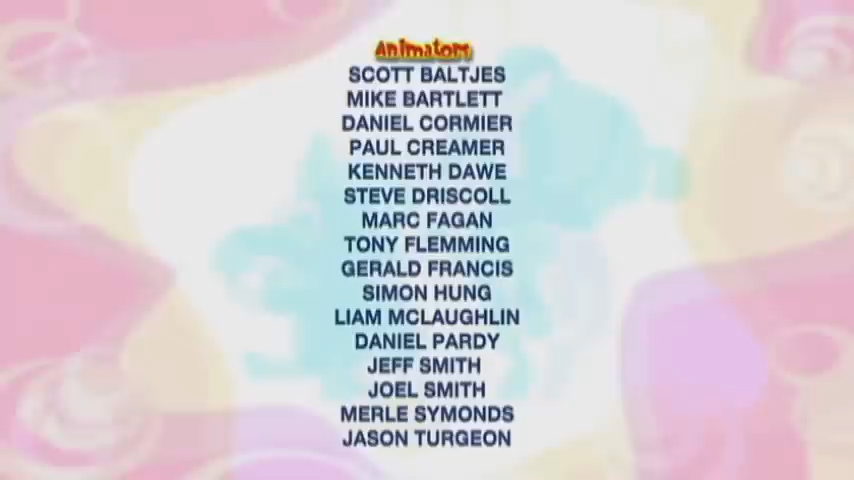 Animators
SCOTT BALTJES
MIKE BARTLETT
DANIEL CORMIER
PAUL CREAMER
KENNETH DAWE
STEVE DRISCOLL
MARC FAGAN
TONY FLEMMING
GERALD FRANCIS
SIMON HUNG
LIAM MCLAUGHLIN
DANIEL PARDY
JEFF SMITH
JOEL SMITH
MERLE SYMONDS
JASON TURGEON